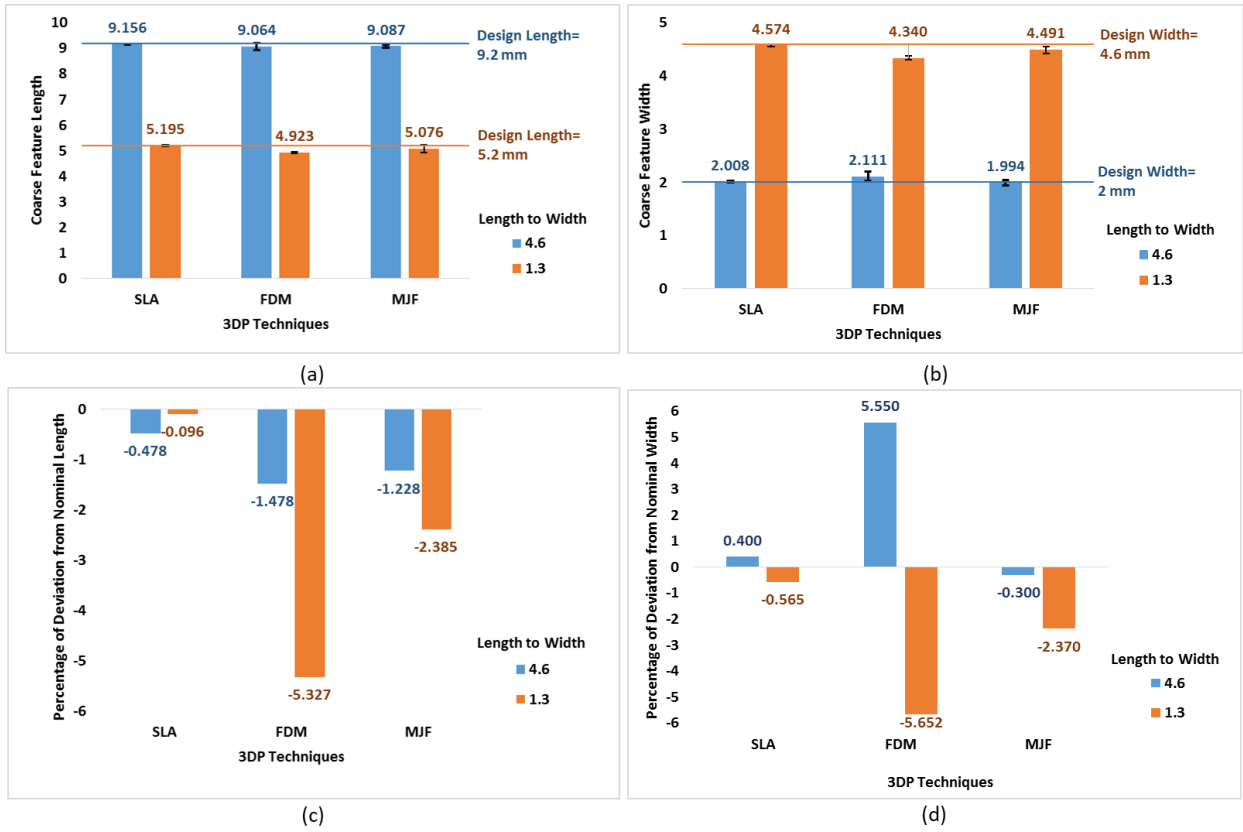 10
9
8
7
6
5
4
3
2
1
0
Coarse Feature Length
9.156
9.064
9.087
5.195
4.923
5.076
Design Length=
9.2 mm
Design Length=
5.2 mm
Length to Width
4.6
1.3
SLA
FDM
MJF
3DP Techniques
(a)
5
4
3
2
1
0
Coarse Feature Width
4.574
4.340
4.491
2.008
2.111
1.994
Design Width=
4.6 mm
Design Width=
2 mm
Length to Width
4.6
1.3
SLA
FDM
MJF
3DP Techniques
(b)
0
-1
-2
-3
-4
-5
-6
Percentage of Deviation from Nominal Length
-0.478
-0.096
-1.478
-5.327
-1.228
-2.385
Length to Width
4.6
1.3
SLA
FDM
MJF
3DP Techniques
(c)
6
5
4
3
2
1
0
-1
-2
-3
-4
-5
-6
Percentage of Deviation from Nominal Width
0.400
-0.565
5.550
-5.652
-0.300
-2.370
Length to Width
4.6
1.3
SLA
FDM
MJF
3DP Techniques
(d)